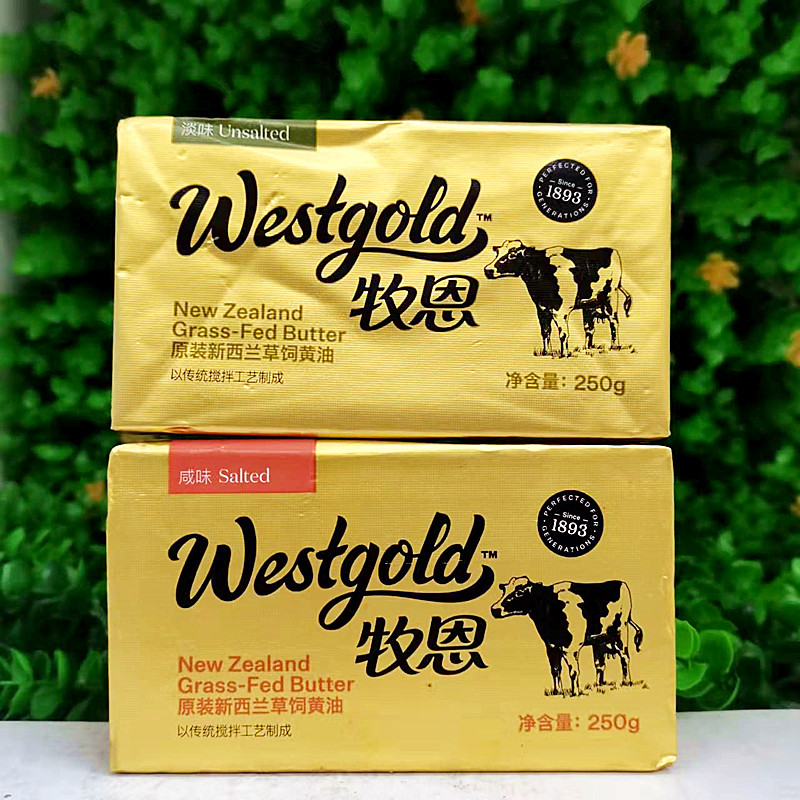 淡味 Unsalted
Westgold™
牧恩
PERFECTED FOR
Since
1893
GENERATIONS
New Zealand
Grass-Fed Butter
原装新西兰草饲黄油
以传统搅拌工艺制成
净含量：250g
咸味 Salted
Westgold™
牧恩
PERFECTED FOR
Since
1893
GENERATIONS
New Zealand
Grass-Fed Butter
原装新西兰草饲黄油
以传统搅拌工艺制成
净含量：250g